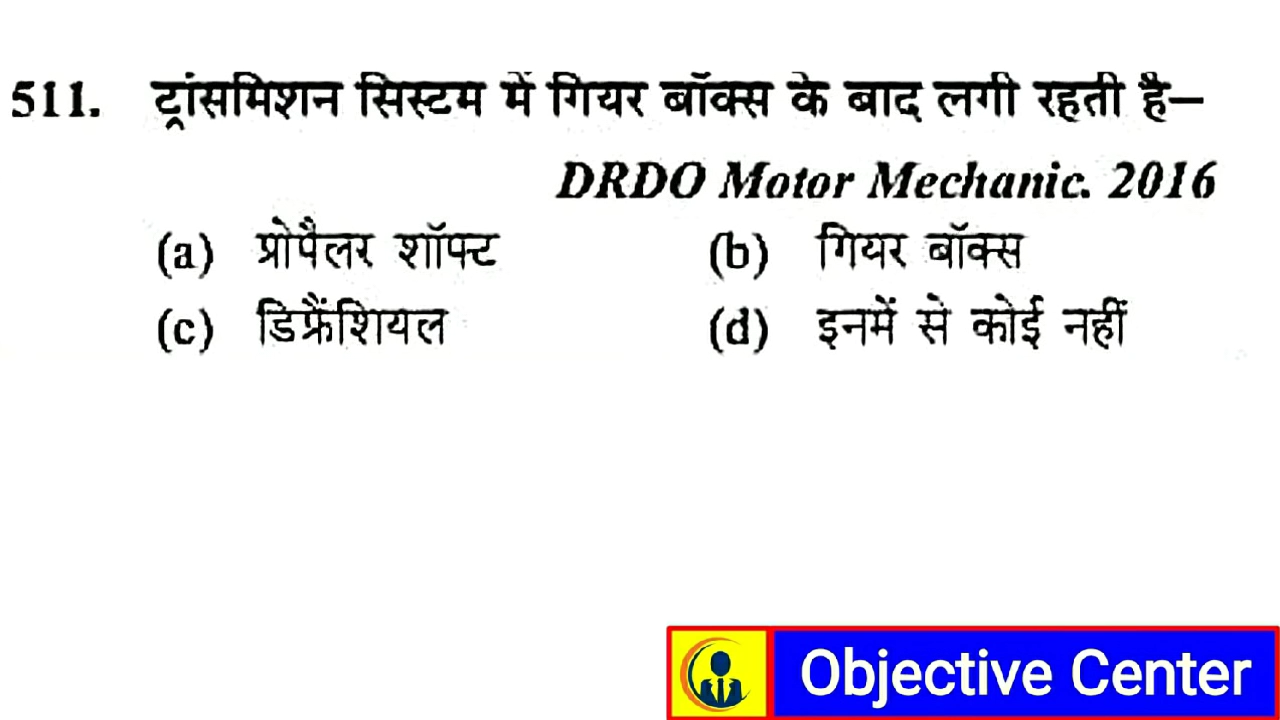 511. ट्रांसमिशन सिस्टम में गियर बॉक्स के बाद लगी रहती है–
DRDO Motor Mechanic. 2016
(a) प्रोपैलर शॉफ्ट (b) गियर बॉक्स
(c) डिफ्रैंशियल (d) इनमें से कोई नहीं
Objective Center